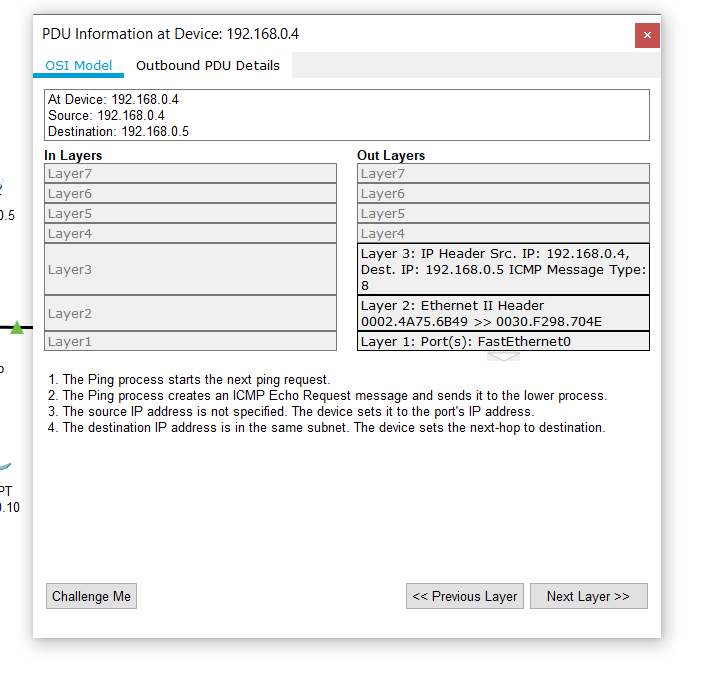 PDU Information at Device: 192.168.0.4
OSI Model
Outbound PDU Details
At Device: 192.168.0.4
Source: 192.168.0.4
Destination: 192.168.0.5
In Layers
Layer7
Layer6
Layer5
Layer4
Layer3
Layer2
Layer1
Out Layers
Layer7
Layer6
Layer5
Layer4
Layer 3: IP Header Src. IP: 192.168.0.4,
Dest. IP: 192.168.0.5 ICMP Message Type:
8
Layer 2: Ethernet II Header
0002.4A75.6B49 >> 0030.F298.704E
Layer 1: Port(s): FastEthernet0
1. The Ping process starts the next ping request.
2. The Ping process creates an ICMP Echo Request message and sends it to the lower process.
3. The source IP address is not specified. The device sets it to the port's IP address.
4. The destination IP address is in the same subnet. The device sets the next-hop to destination.
Challenge Me
<< Previous Layer
Next Layer >>
0.5
PT
0.10